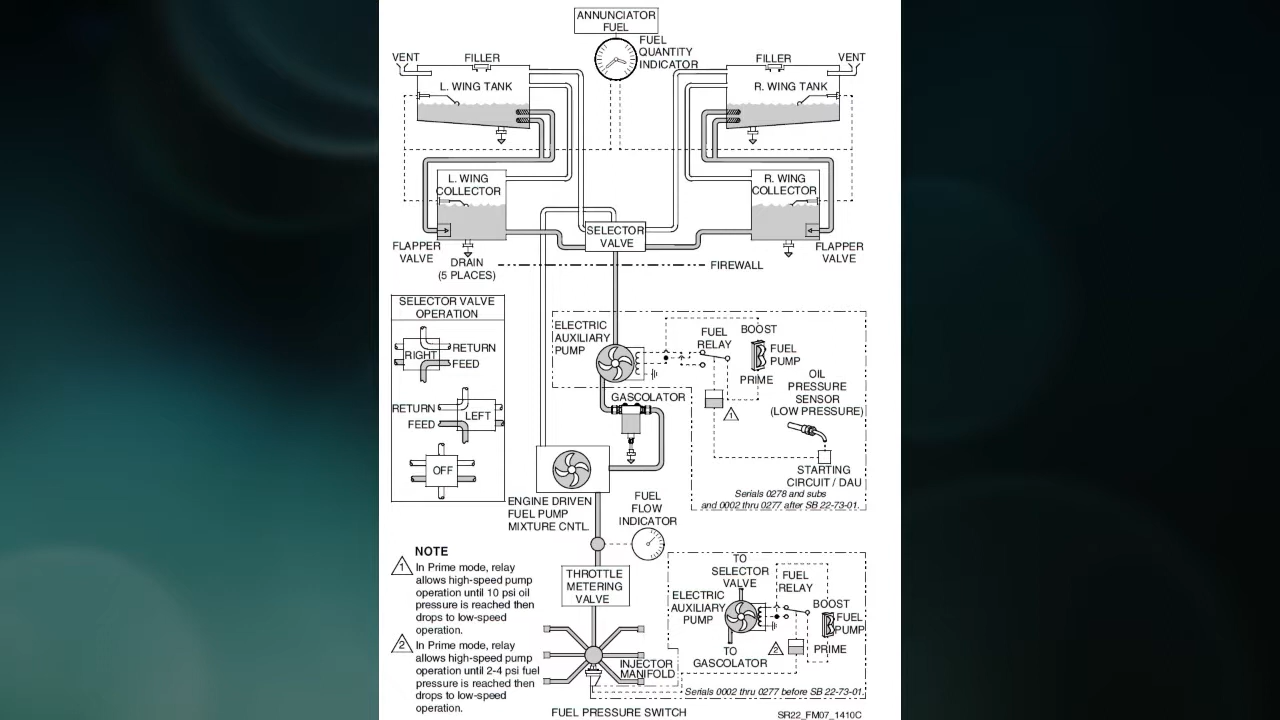 ANNUNCIATOR
FUEL
FUEL
QUANTITY
INDICATOR
VENT
FILLER
L. WING TANK
FILLER
VENT
R. WING TANK
L. WING
COLLECTOR
R. WING
COLLECTOR
SELECTOR
VALVE
FLAPPER
VALVE
DRAIN
(5 PLACES)
FLAPPER
VALVE
FIREWALL
SELECTOR VALVE
OPERATION
RIGHT
RETURN
FEED
RETURN
FEED
LEFT
OFF
ELECTRIC
AUXILIARY
PUMP
FUEL
RELAY
BOOST
FUEL
PUMP
PRIME
1
OIL
PRESSURE
SENSOR
(LOW PRESSURE)
GASCOLATOR
STARTING
CIRCUIT / DAU
Serials 0278 and subs
and 0002 thru 0277 after SB 22-73-01.
ENGINE DRIVEN
FUEL PUMP
MIXTURE CNTL.
FUEL
FLOW
INDICATOR
THROTTLE
METERING
VALVE
INJECTOR
MANIFOLD
FUEL PRESSURE SWITCH
TO
SELECTOR
VALVE
FUEL
RELAY
ELECTRIC
AUXILIARY
PUMP
BOOST
FUEL
PUMP
PRIME
2
TO
GASCOLATOR
Serials 0002 thru 0277 before SB 22-73-01.
NOTE
1
In Prime mode, relay
allows high-speed pump
operation until 10 psi oil
pressure is reached then
drops to low-speed
operation.
2
In Prime mode, relay
allows high-speed pump
operation until 2-4 psi fuel
pressure is reached then
drops to low-speed
operation.
SR22_FM07_1410C